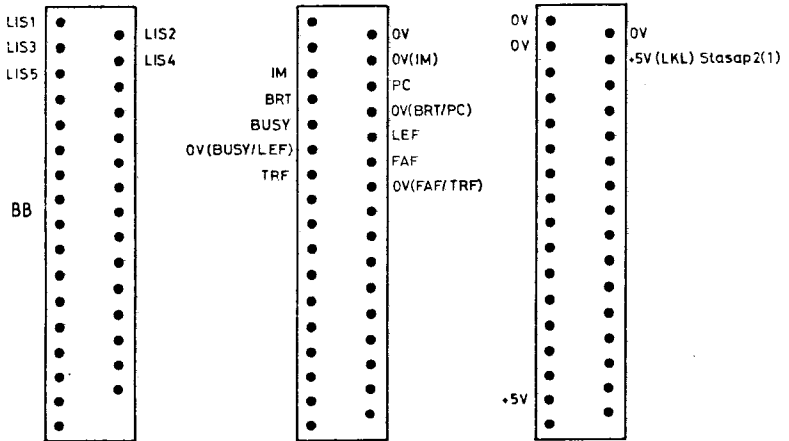 LIS1
LIS2
LIS3
LIS4
LIS5
BB
0V
0V(IM)
IM
PC
BRT
0V(BRT/PC)
BUSY
LEF
0V(BUSY/LEF)
FAF
TRF
0V(FAF/TRF)
0V
0V
0V
+5V(LKL) Stasap2(1)
+5V